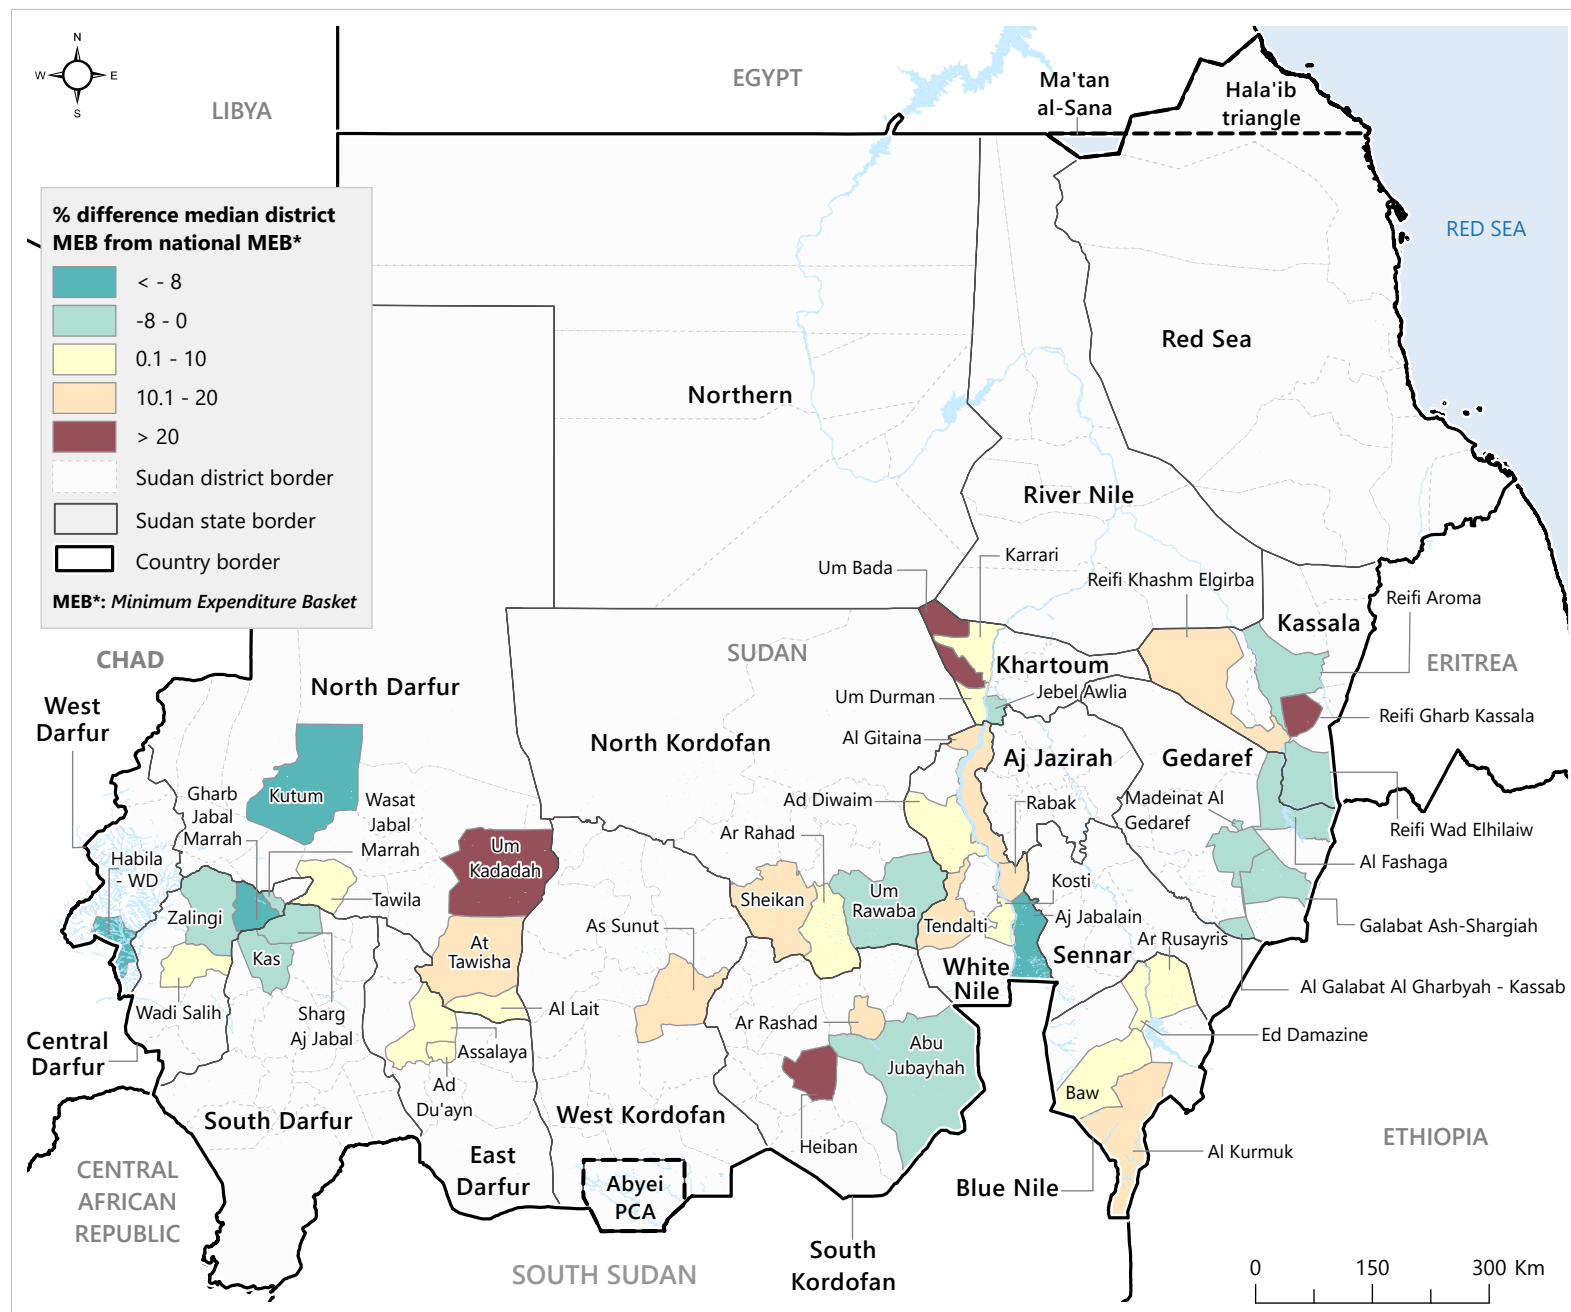 N
W
E
S
LIBYA
EGYPT
Ma'tan
al-Sana
Hala'ib
triangle
RED SEA
% difference median district
MEB from national MEB*
< - 8
-8 - 0
0.1 - 10
10.1 - 20
> 20
Sudan district border
Sudan state border
Country border
MEB*: Minimum Expenditure Basket
Red Sea
Northern
River Nile
Karrari
Um Bada
Reifi Khashm Elgirba
Reifi Aroma
Kassala
CHAD
SUDAN
ERITREA
Khartoum
North Darfur
Um Durman
Jebel Awlia
West
Darfur
Reifi Gharb Kassala
Al Gitaina
North Kordofan
Aj Jazirah
Gedaref
Kutum
Gharb
Jabal
Marrah
Wasat
Jabal
Marrah
Ad Diwaim
Rabak
Madeinat Al
Gedaref
Reifi Wad Elhilaiw
Ar Rahad
Um
Kadadah
Al Fashaga
Habila
- WD
Kosti
Tawila
Sheikan
Um
Rawaba
Zalingi
Aj Jabalain
As Sunut
Tendalti
Galabat Ash-Shargiah
Ar Rusayris
At
Tawisha
Sennar
Kas
White
Nile
Al Galabat Al Gharbyah - Kassab
Wadi Salih
Sharg
Aj Jabal
Al Lait
Ar Rashad
Ed Damazine
Central
Darfur
Assalaya
Abu
Jubayhah
Ad
Du'ayn
Baw
South Darfur
West Kordofan
Heiban
ETHIOPIA
Al Kurmuk
CENTRAL
AFRICAN
REPUBLIC
East
Darfur
Abyei
PCA
Blue Nile
South
Kordofan
SOUTH SUDAN
0 150 300 Km